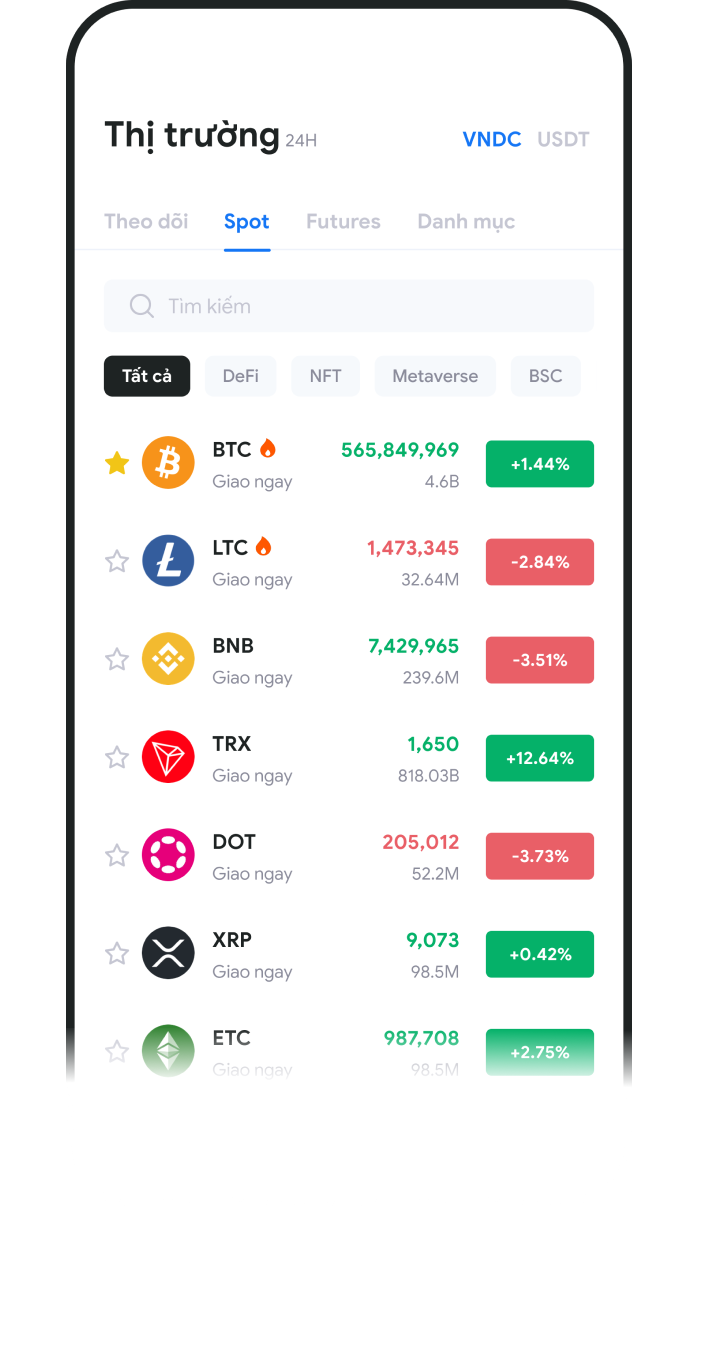 Thị trường 24H VNDC USDT
Theo dõi Spot Futures Danh mục
Tìm kiếm
Tất cả DeFi NFT Metaverse BSC
BTC 565,849,969 +1.44%
Giao ngay 4.6B
LTC 1,473,345 -2.84%
Giao ngay 32.64M
BNB 7,429,965 -3.51%
Giao ngay 239.6M
TRX 1,650 +12.64%
Giao ngay 818.03B
DOT 205,012 -3.73%
Giao ngay 52.2M
XRP 9,073 +0.42%
Giao ngay 98.5M
ETC 987,708 +2.75%
Giao ngay 98.5M